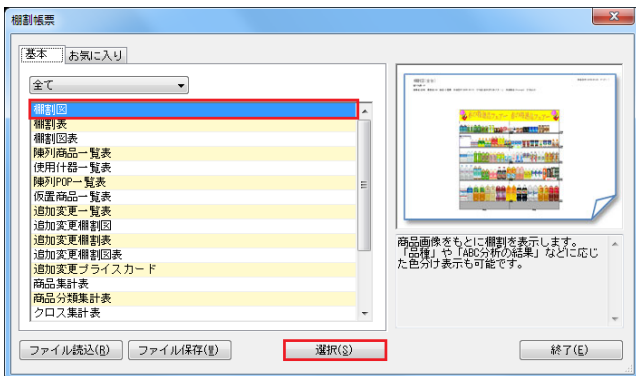 棚割帳票
基本
お気に入り
全て
棚割図
棚割表
棚割図表
陳列商品一覧表
使用什器一覧表
陳列POP一覧表
仮置商品一覧表
追加変更一覧表
追加変更棚割図
追加変更棚割表
追加変更棚割図表
追加変更プライスカード
商品集計表
商品分類集計表
クロス集計表
商品画像をもとに棚割を表示します。
「品種」や「ABC分析の結果」などに応じ
た色分け表示も可能です。
ファイル読込(R)
ファイル保存(W)
選択(S)
終了(E)